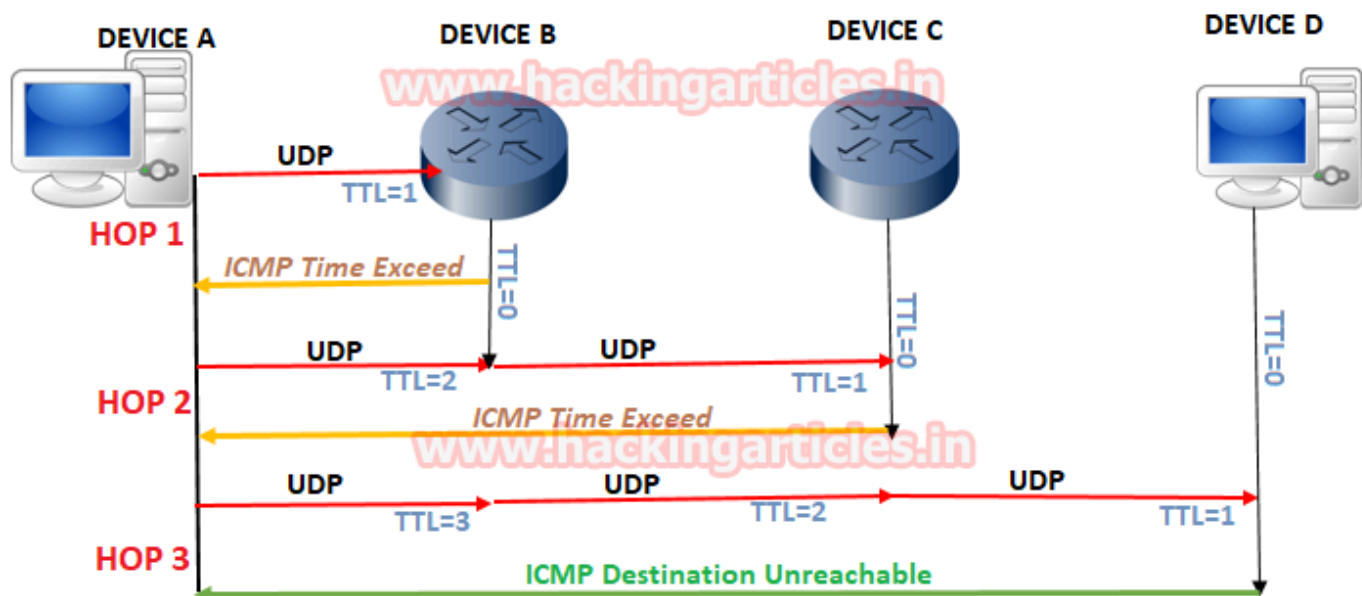 DEVICE A
DEVICE B
DEVICE C
DEVICE D
www.hackingarticles.in
UDP
TTL=1
HOP 1
ICMP Time Exceed
TTL=0
TTL=0
TTL=0
UDP
UDP
TTL=2
TTL=1
HOP 2
ICMP Time Exceed
www.hackingarticles.in
UDP
UDP
UDP
TTL=3
TTL=2
TTL=1
HOP 3
ICMP Destination Unreachable